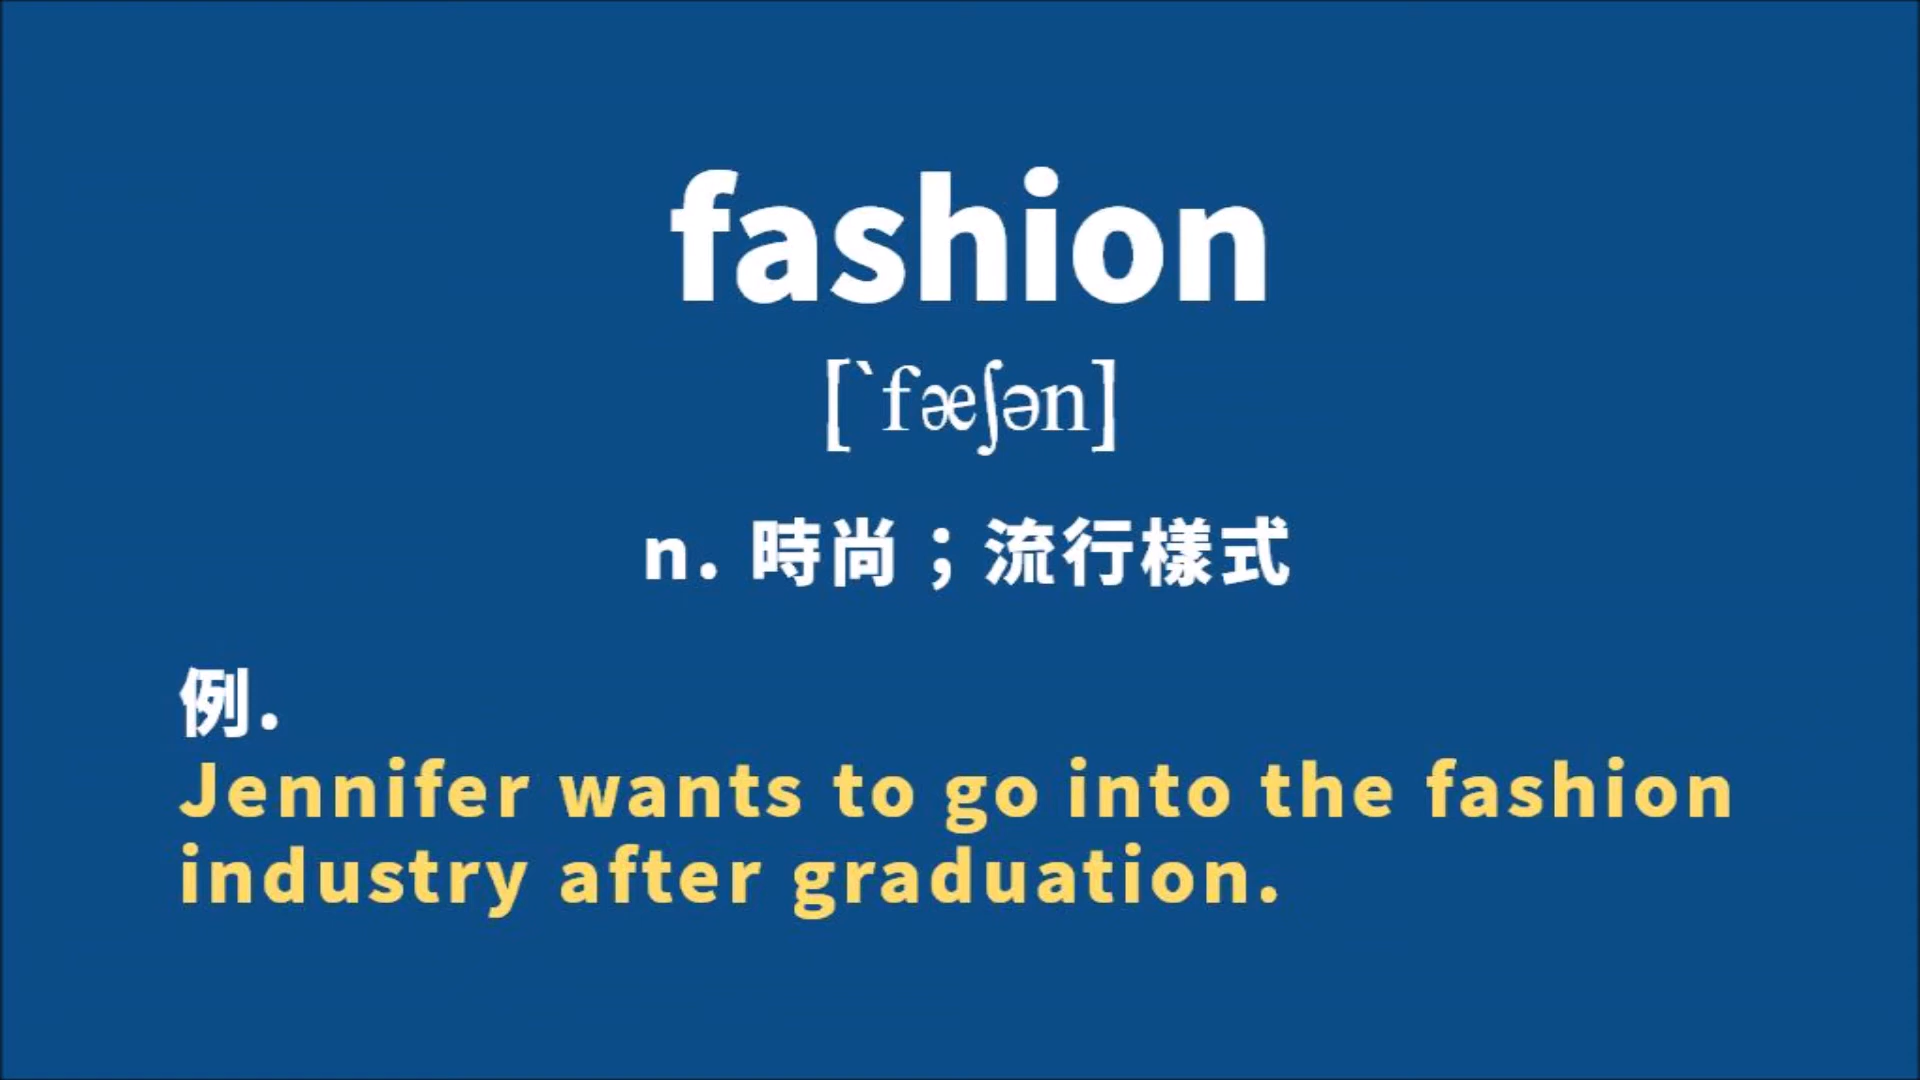 fashion
[ˋfæʃən]
n. 時尚；流行樣式
例.
Jennifer wants to go into the fashion
industry after graduation.